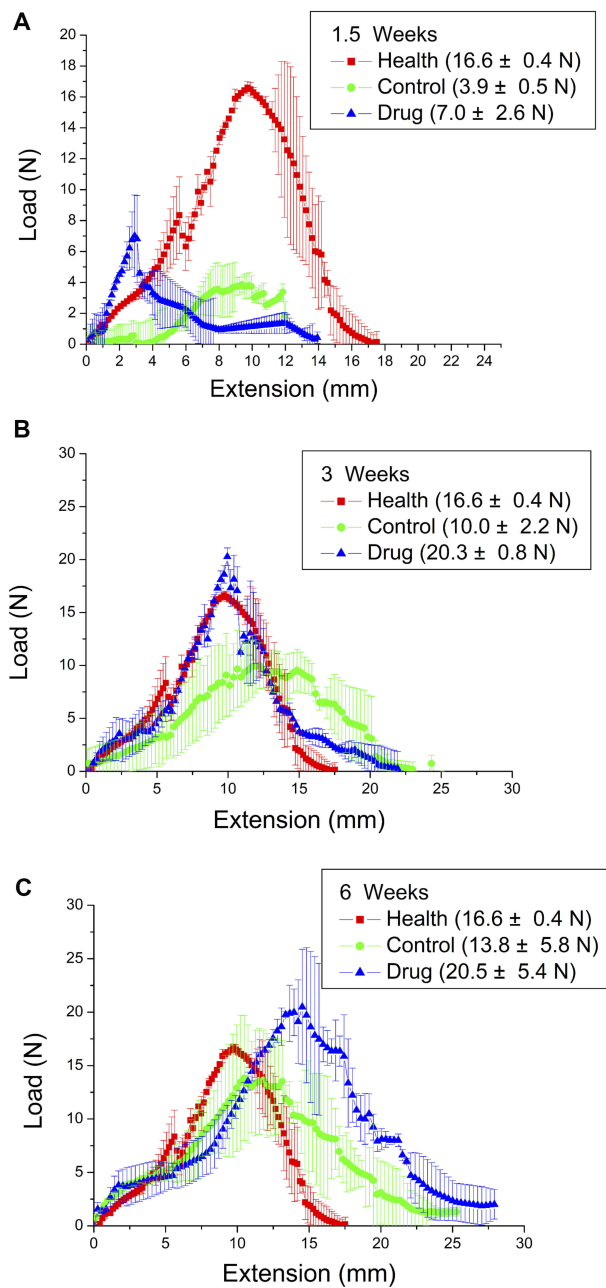 A
1.5 Weeks
Health (16.6 ± 0.4 N)
Control (3.9 ± 0.5 N)
Drug (7.0 ± 2.6 N)
20
18
16
14
12
10
8
6
4
2
0
Load (N)
0 2 4 6 8 10 12 14 16 18 20 22 24
Extension (mm)
B
3 Weeks
Health (16.6 ± 0.4 N)
Control (10.0 ± 2.2 N)
Drug (20.3 ± 0.8 N)
30
25
20
15
10
5
0
Load (N)
0 5 10 15 20 25 30
Extension (mm)
C
6 Weeks
Health (16.6 ± 0.4 N)
Control (13.8 ± 5.8 N)
Drug (20.5 ± 5.4 N)
30
25
20
15
10
5
0
Load (N)
0 5 10 15 20 25 30
Extension (mm)